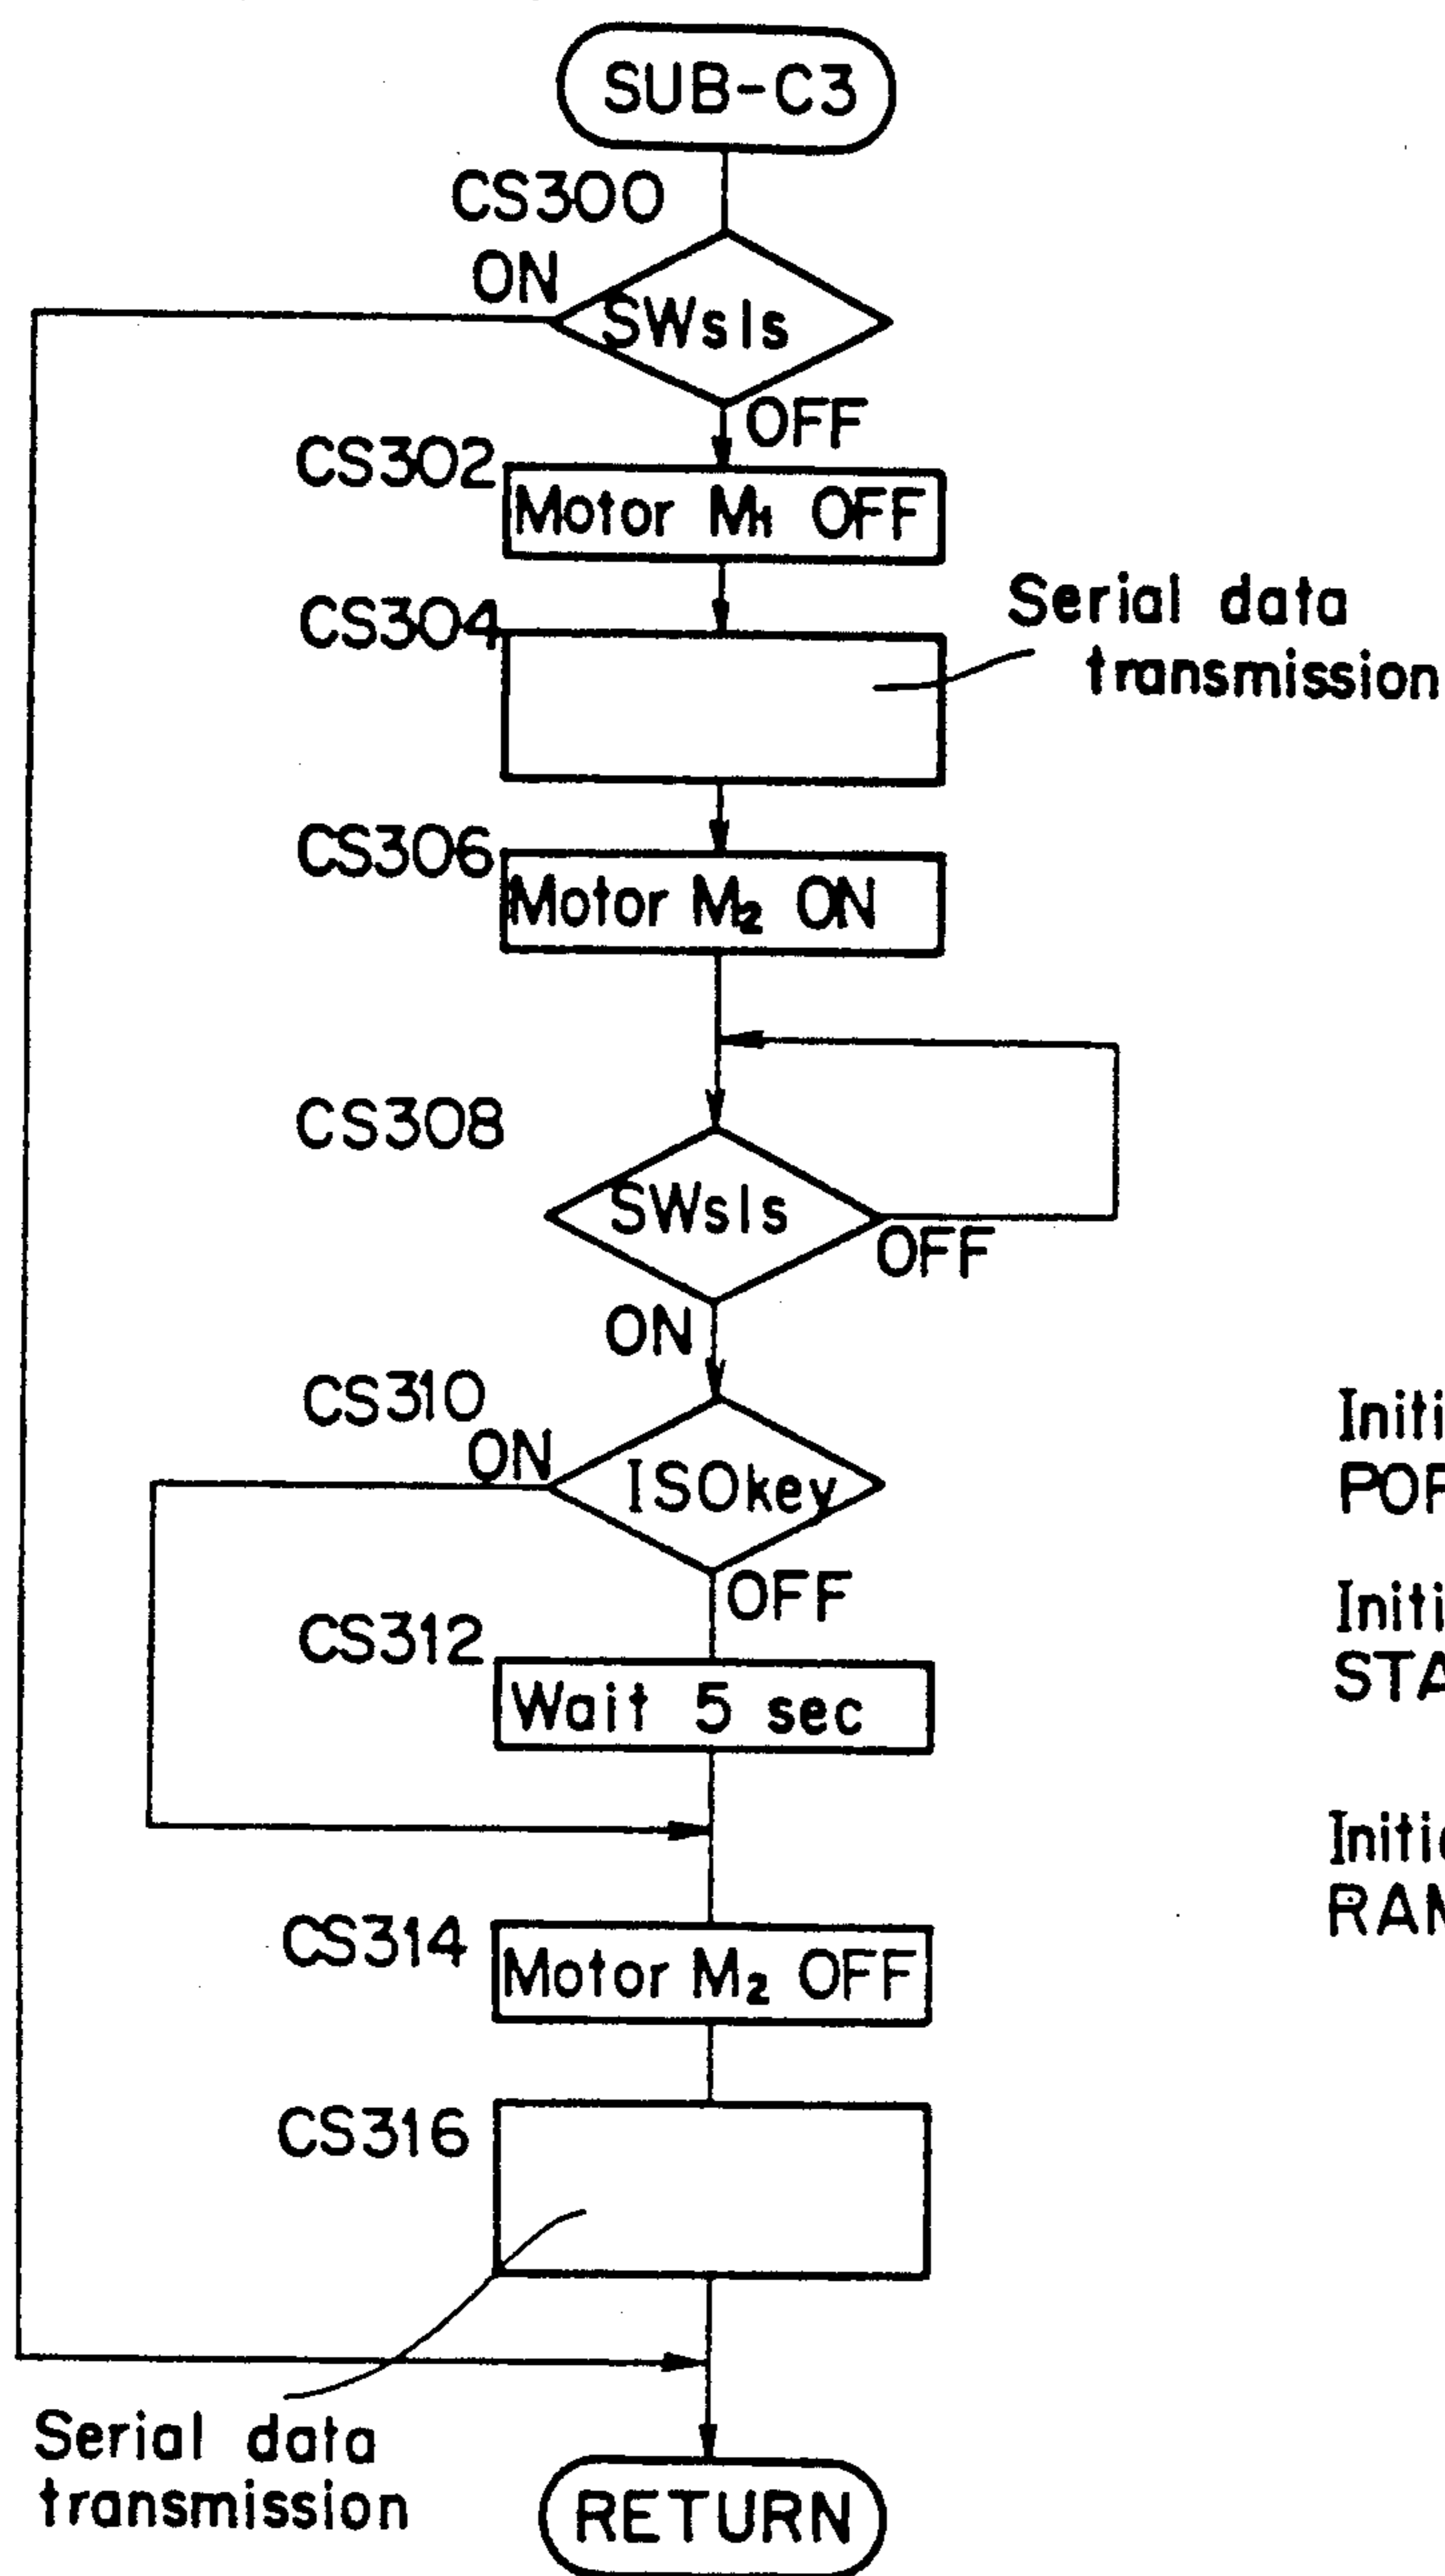 SUB-C3
CS300
ON
SWsls
OFF
CS302
Motor M1 OFF
CS304
Serial data
transmission
CS306
Motor M2 ON
CS308
SWsls
OFF
ON
CS310
ON
ISOkey
OFF
CS312
Wait 5 sec
CS314
Motor M2 OFF
CS316
Serial data
transmission
RETURN